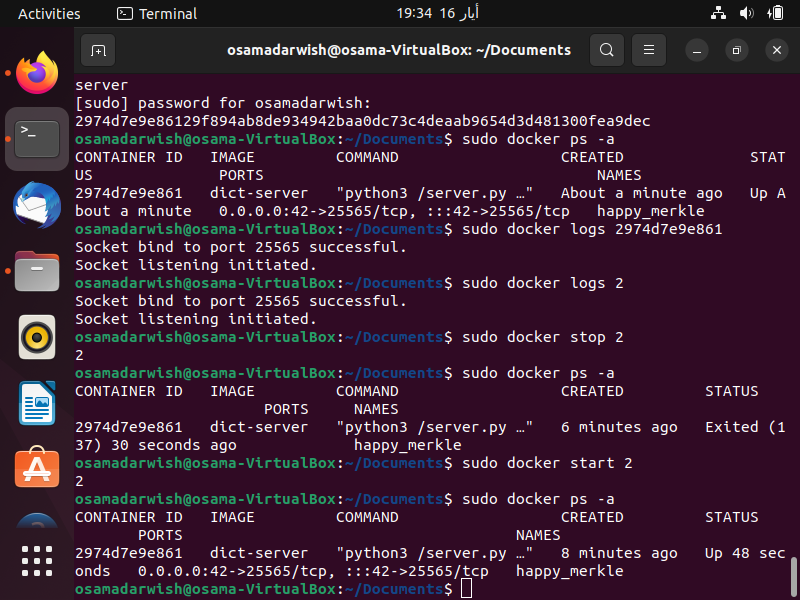 Activities
Terminal
أيار 16 19:34
osamadarwish@osama-VirtualBox: ~/Documents
server
[sudo] password for osamadarwish:
2974d7e9e86129f894ab8de934942baa0dc73c4deaab9654d3d481300fea9dec
osamadarwish@osama-VirtualBox:~/Documents$ sudo docker ps -a
CONTAINER ID   IMAGE         COMMAND                  CREATED              STAT
US              PORTS                                     NAMES
2974d7e9e861   dict-server   "python3 /server.py …"   About a minute ago   Up A
bout a minute   0.0.0.0:42->25565/tcp, :::42->25565/tcp   happy_merkle
osamadarwish@osama-VirtualBox:~/Documents$ sudo docker logs 2974d7e9e861
Socket bind to port 25565 successful.
Socket listening initiated.
osamadarwish@osama-VirtualBox:~/Documents$ sudo docker logs 2
Socket bind to port 25565 successful.
Socket listening initiated.
osamadarwish@osama-VirtualBox:~/Documents$ sudo docker stop 2
2
osamadarwish@osama-VirtualBox:~/Documents$ sudo docker ps -a
CONTAINER ID   IMAGE         COMMAND                  CREATED         STATUS
                     PORTS     NAMES
2974d7e9e861   dict-server   "python3 /server.py …"   6 minutes ago   Exited (1
37) 30 seconds ago             happy_merkle
osamadarwish@osama-VirtualBox:~/Documents$ sudo docker start 2
2
osamadarwish@osama-VirtualBox:~/Documents$ sudo docker ps -a
CONTAINER ID   IMAGE         COMMAND                  CREATED         STATUS
       PORTS                                     NAMES
2974d7e9e861   dict-server   "python3 /server.py …"   8 minutes ago   Up 48 sec
onds   0.0.0.0:42->25565/tcp, :::42->25565/tcp   happy_merkle
osamadarwish@osama-VirtualBox:~/Documents$